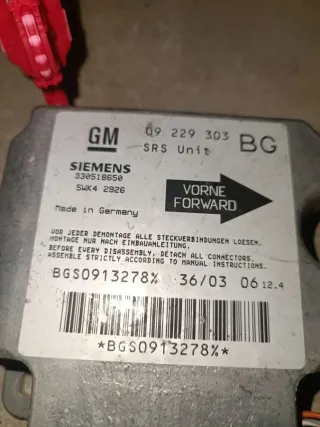 GM
09 229 303 BG
SRS Unit
SIEMENS
330518650
5WK4 2926
VORNE
FORWARD
Made in Germany
VOR JEDER DEMONTAGE ALLE STECKVERBINDUNGEN LOESEN.
MONTAGE NUR NACH EINBAUANLEITUNG.
BEFORE EVERY DISASSEMBLY, DETACH ALL CONNECTORS.
ASSEMBLE STRICTLY ACCORDING TO MANUAL INSTRUCTIONS.
BGS0913278% 36/03 06 12.4
*BGS0913278%*